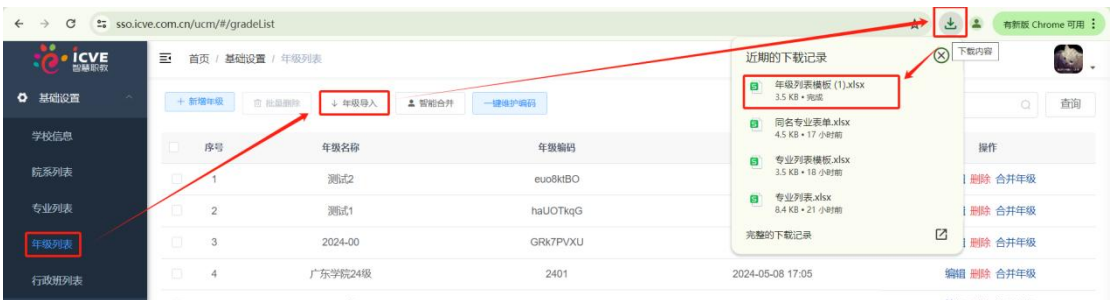 sso.icve.com.cn/ucm/#/gradeList
有新版 Chrome 可用
ICVE
智慧职教
首页 / 基础设置 / 年级列表
近期的下载记录
下载内容
年级列表模板 (1).xlsx
3.5 KB • 完成
同名专业表单.xlsx
4.5 KB • 17 小时前
专业列表模板.xlsx
3.5 KB • 18 小时前
专业列表.xlsx
8.4 KB • 21 小时前
完整的下载记录
基础设置
学校信息
院系列表
专业列表
年级列表
行政班列表
+ 新增年级
批量删除
↓ 年级导入
智能合并
一键维护编码
查询
序号 年级名称 年级编码 操作
1 测试2 euo8ktBO 删除 合并年级
2 测试1 haUOTkqG 删除 合并年级
3 2024-00 GRk7PVXU 删除 合并年级
4 广东学院24级 2401 2024-05-08 17:05 编辑 删除 合并年级